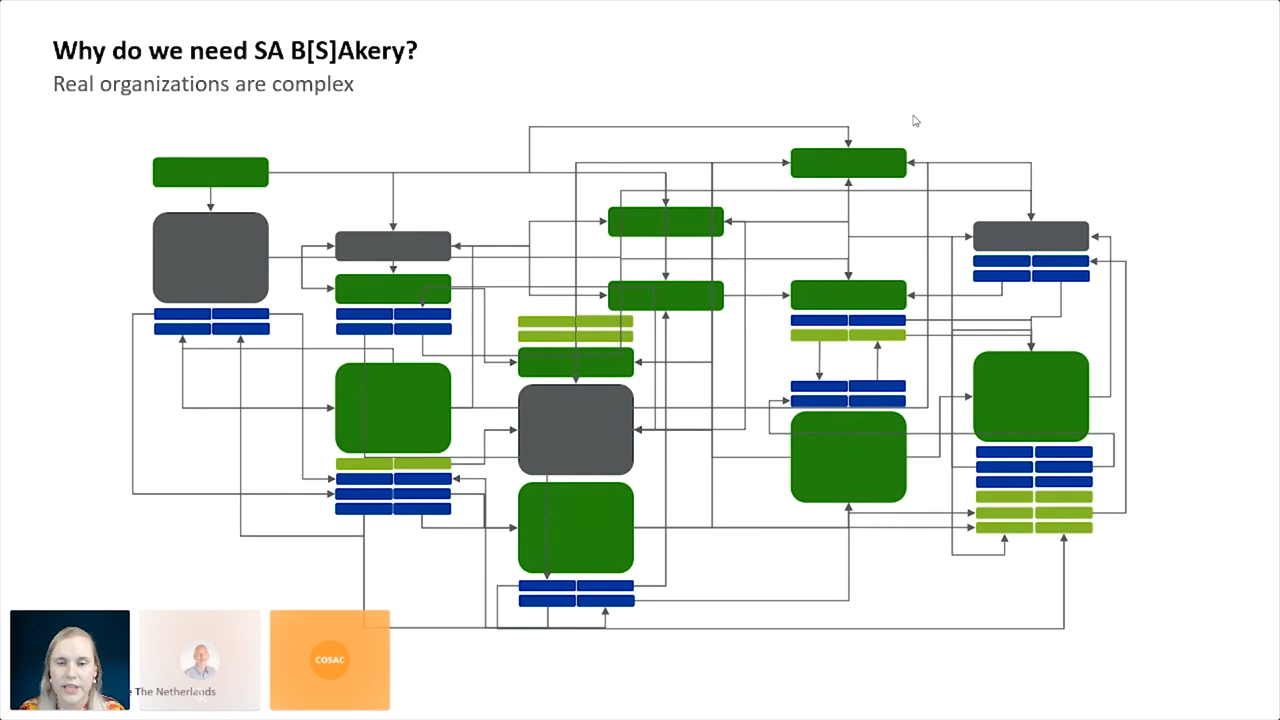 Why do we need SA B[S]Akery?
Real organizations are complex
COSAC
The Netherlands